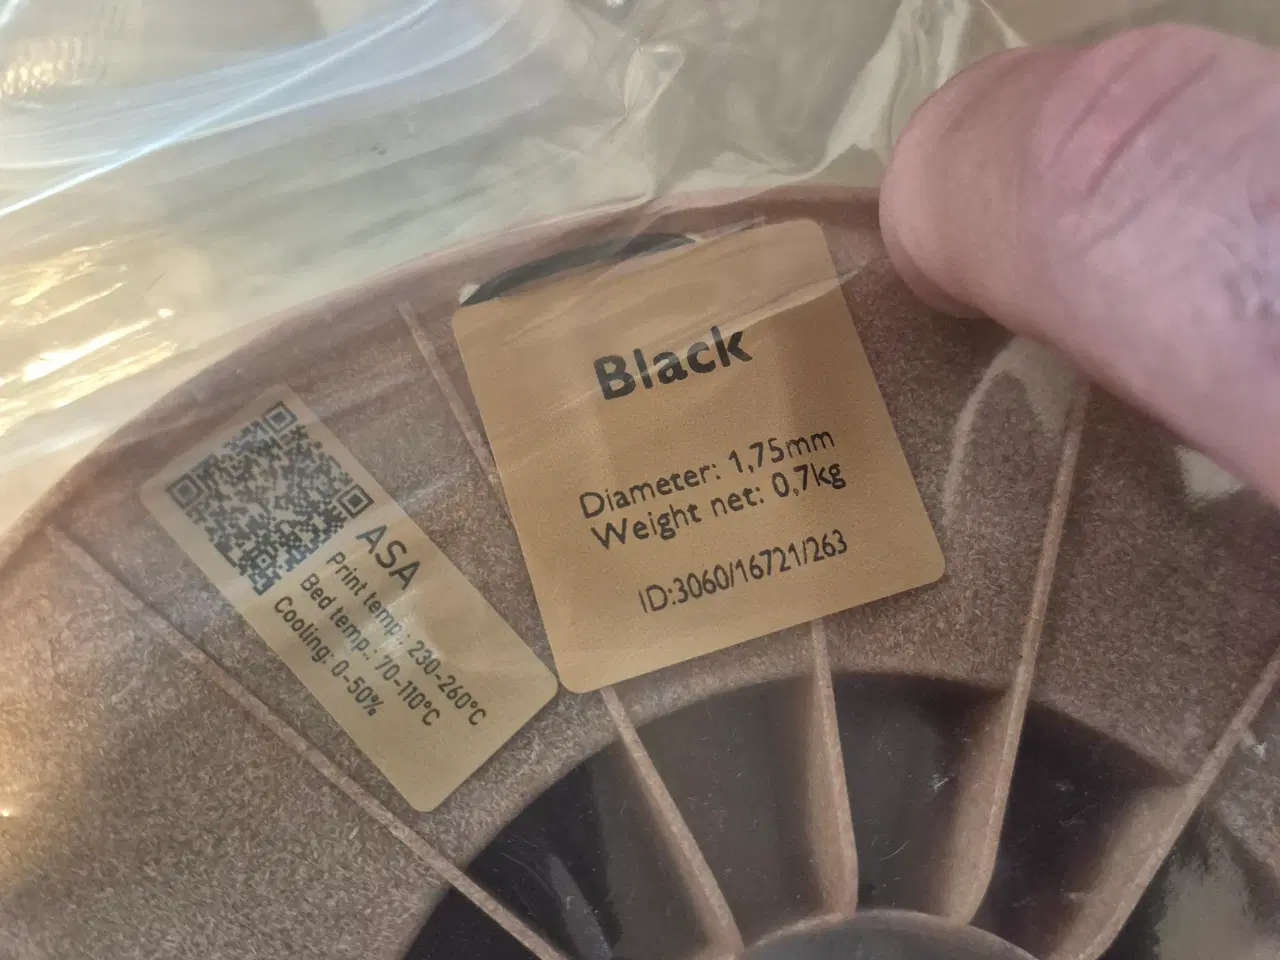 ASA
Print temp.: 230-260°C
Bed temp.: 70-110°C
Cooling: 0-50%
Black
Diameter: 1,75mm
Weight net: 0,7kg
ID:3060/16721/263